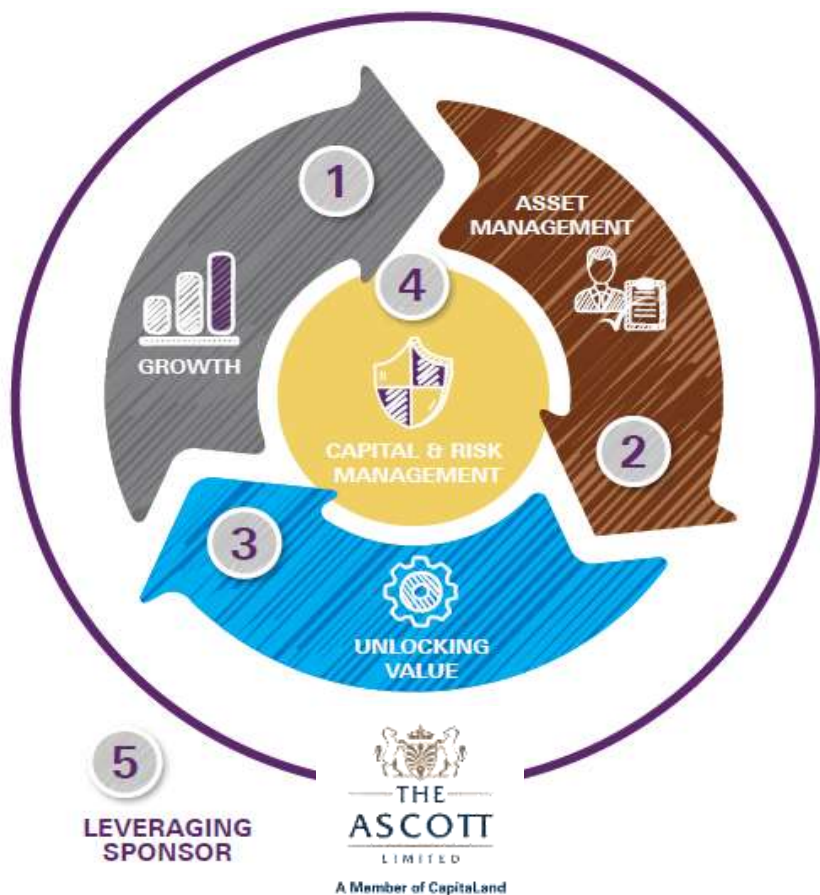 1
GROWTH
ASSET
MANAGEMENT
2
3
UNLOCKING
VALUE
4
CAPITAL & RISK
MANAGEMENT
5
LEVERAGING
SPONSOR
THE
ASCOTT
LIMITED
A Member of CapitaLand